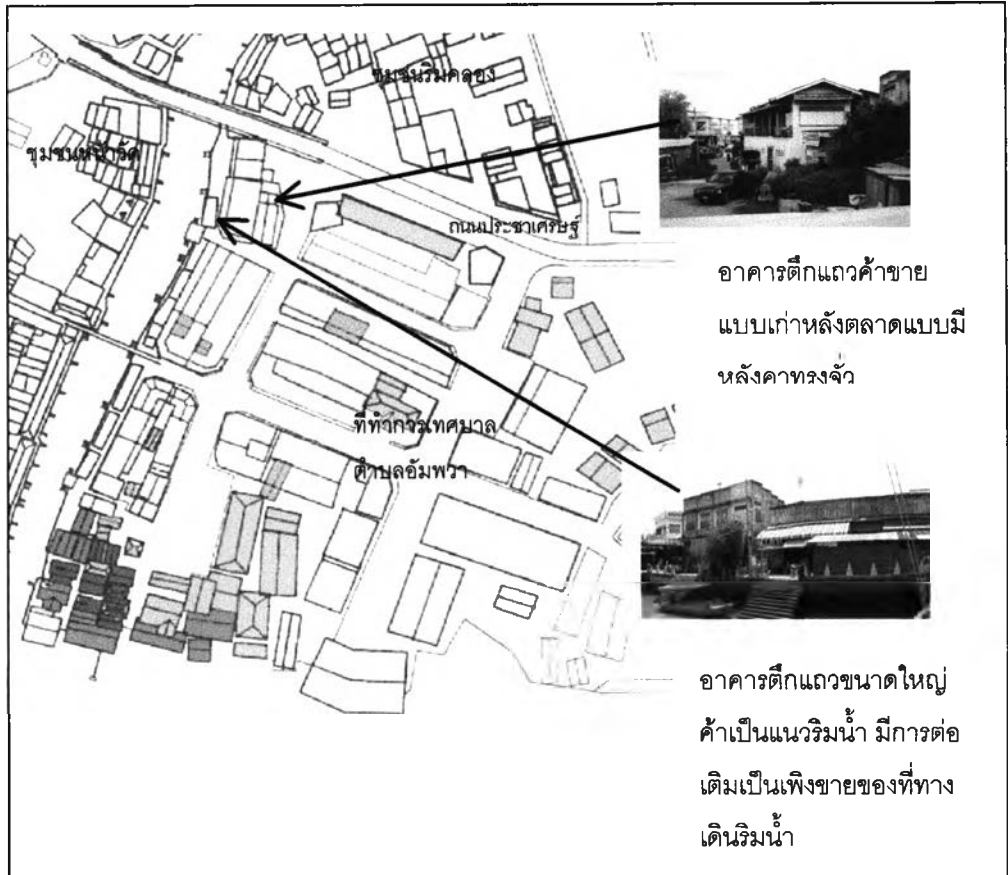 ชุมชนริมคลอง
ชุมชนหน้าวัด
ถนนประชาเศรษฐ์
อาคารตึกแถวค้าขาย
แบบเก่าหลังตลาดแบบมี
หลังคาทรงจั่ว
ที่ทำการเทศบาล
ตำบลอัมพวา
อาคารตึกแถวขนาดใหญ่
ค้าเป็นแนวริมน้ำ มีการต่อ
เติมเป็นเพิงขายของที่ทาง
เดินริมน้ำ